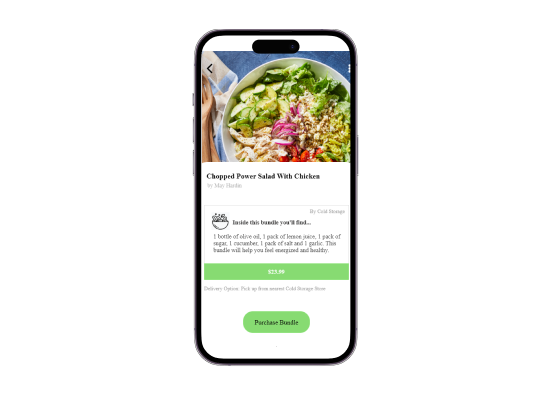 Chopped Power Salad With Chicken
by May Hardin
By Cold Storage
Inside this bundle you'll find...
1 bottle of olive oil, 1 pack of lemon juice, 1 pack of
sugar, 1 cucumber, 1 pack of salt and 1 garlic. This
bundle will help you feel energized and healthy.
Delivery Option: Pick up from nearest Cold Storage Store
Purchase Bundle